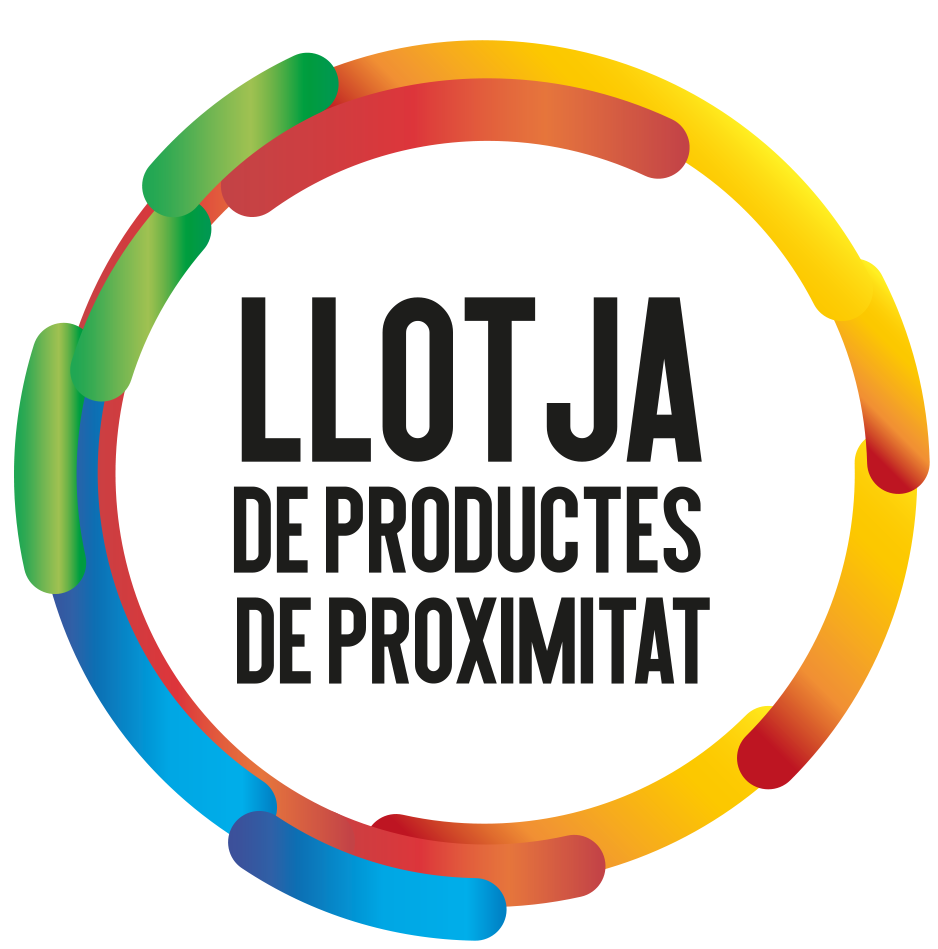 LLOTJA
DE PRODUCTES
DE PROXIMITAT